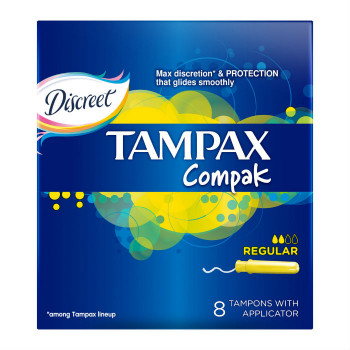 Max discretion* & PROTECTION
that glides smoothly
Discreet
TAMPAX
Compak
REGULAR
8 TAMPONS WITH
APPLICATOR
*among Tampax lineup